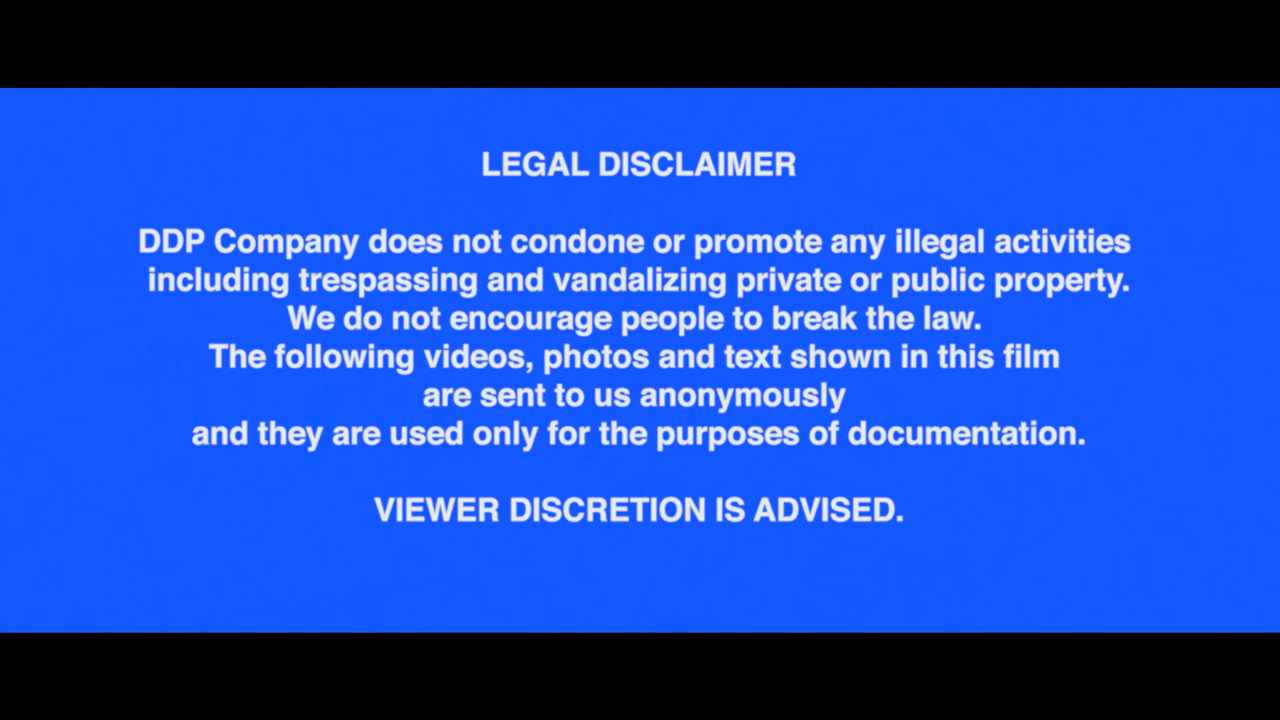 LEGAL DISCLAIMER
DDP Company does not condone or promote any illegal activities
including trespassing and vandalizing private or public property.
We do not encourage people to break the law.
The following videos, photos and text shown in this film
are sent to us anonymously
and they are used only for the purposes of documentation.
VIEWER DISCRETION IS ADVISED.